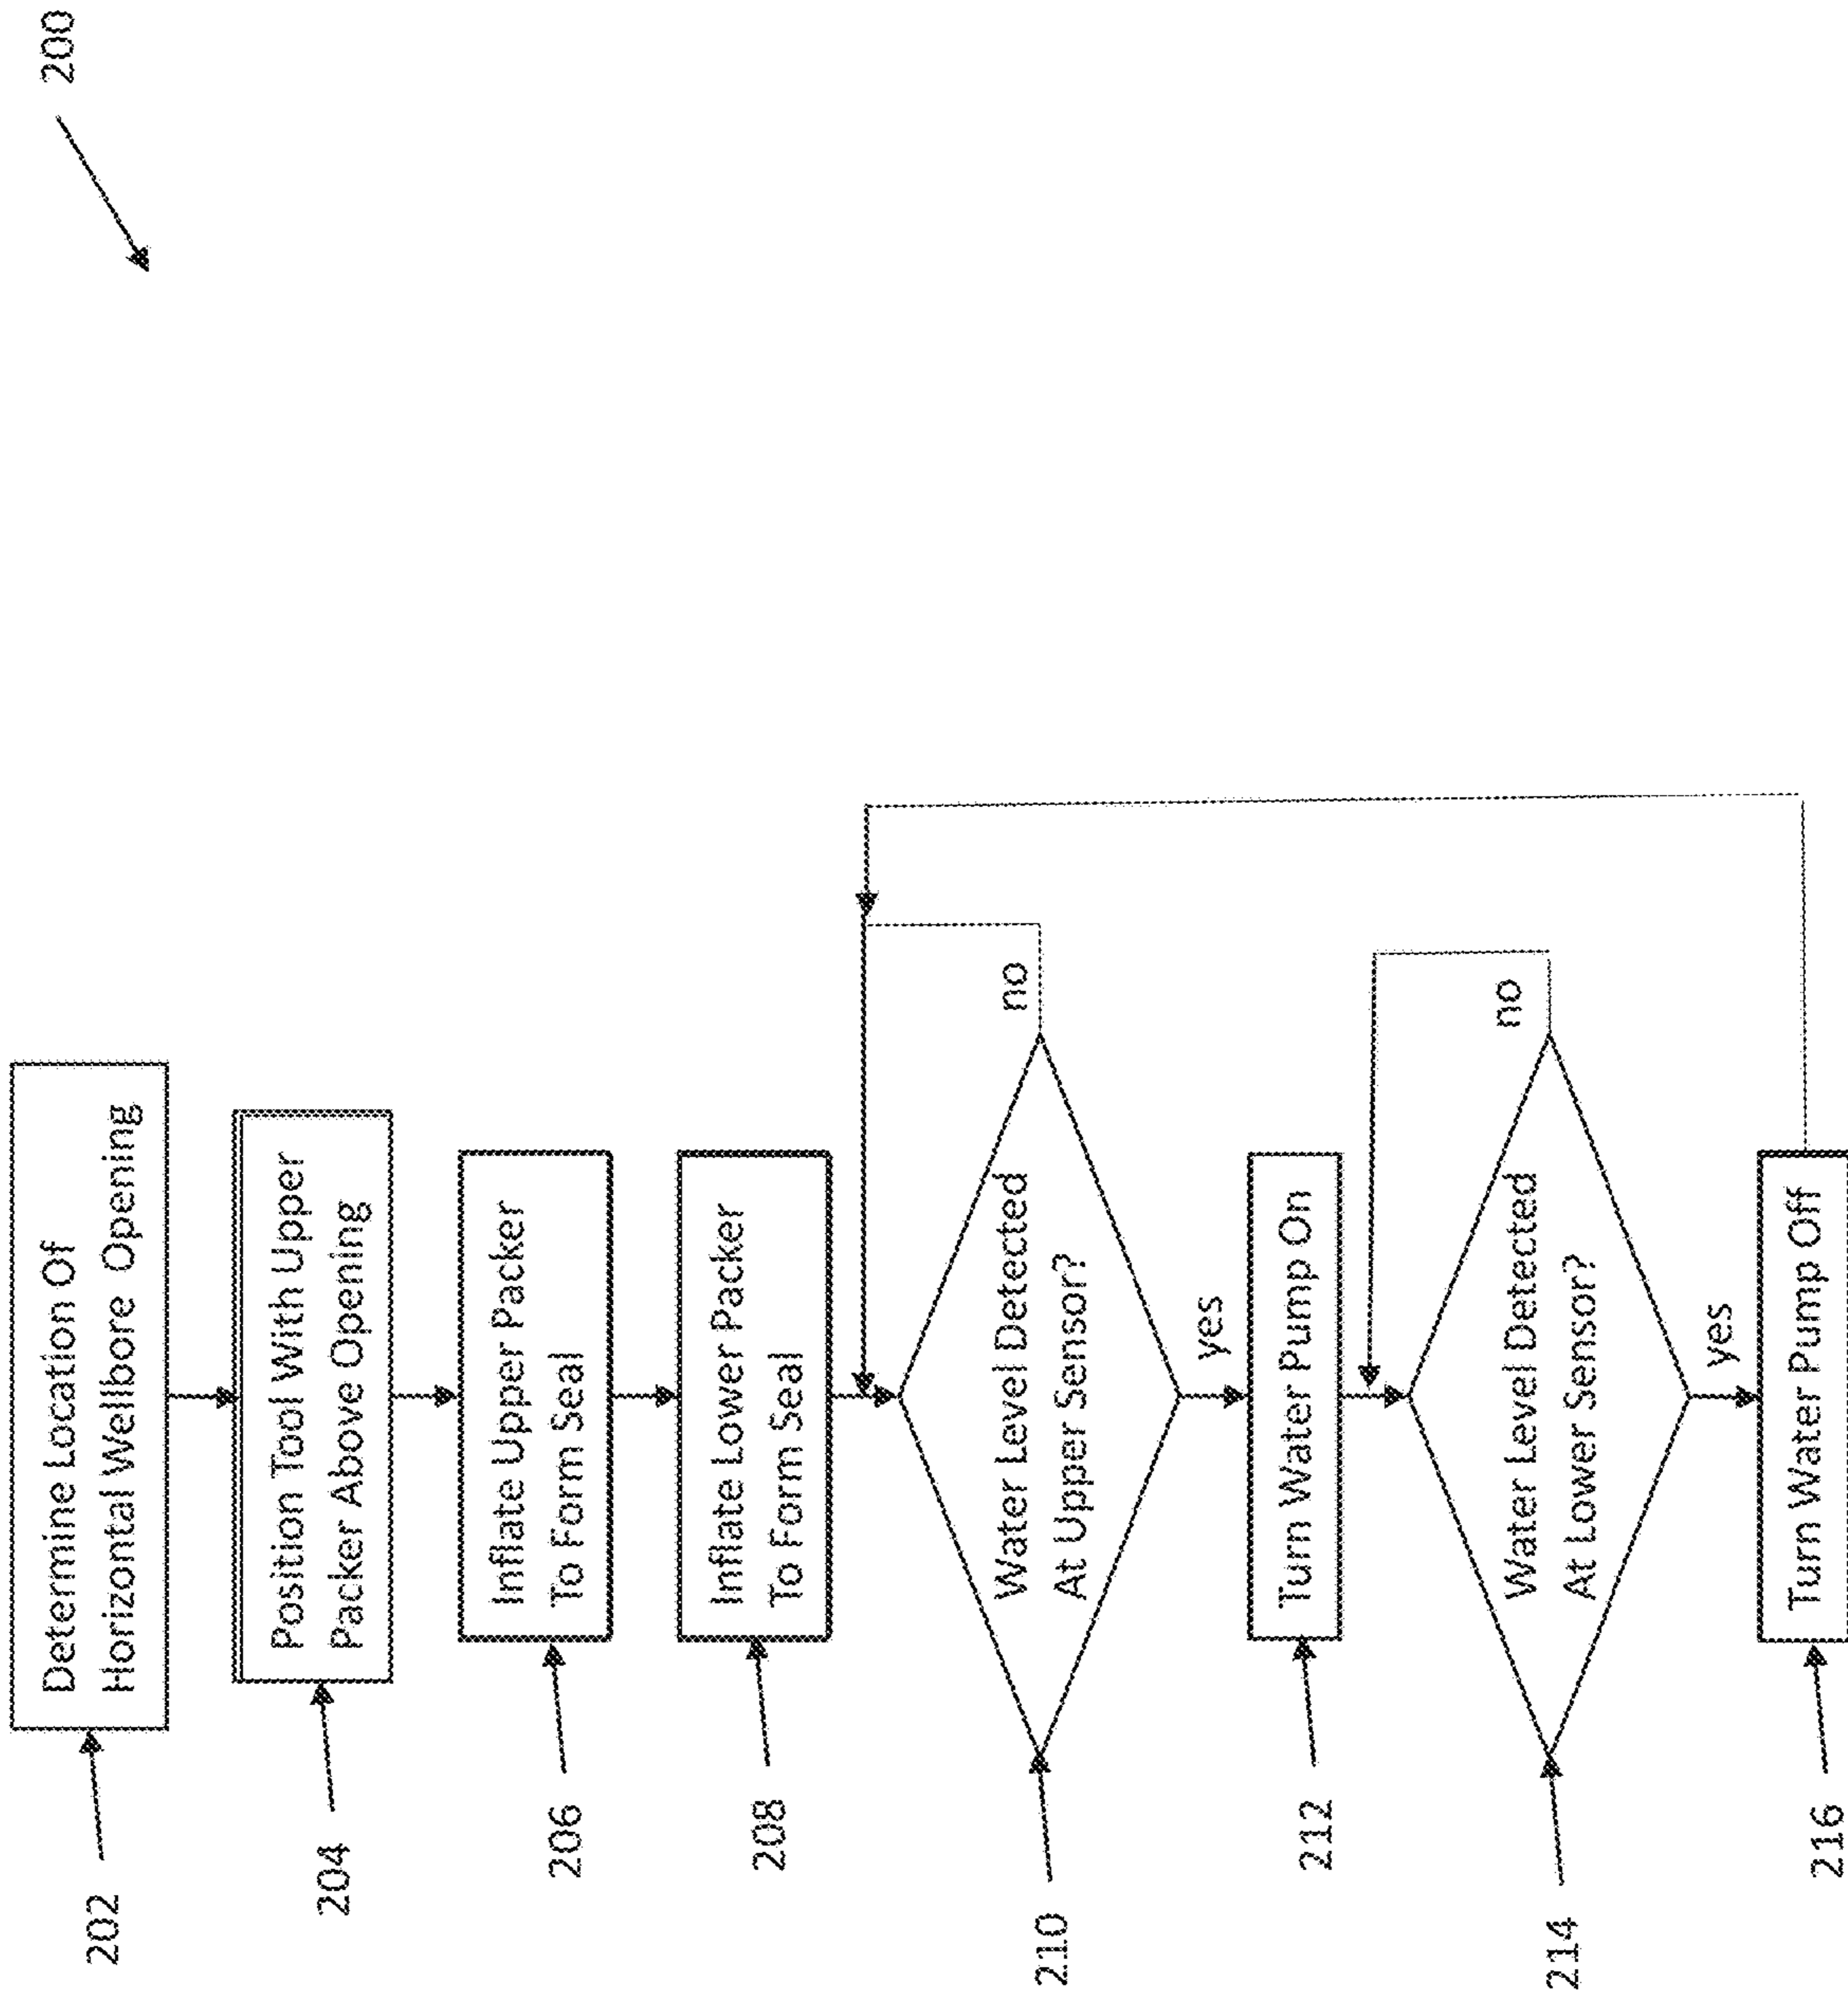 200
202
Determine Location Of
Horizontal Wellbore Opening
204
Position Tool With Upper
Packer Above Opening
206
Inflate Upper Packer
To Form Seal
208
Inflate Lower Packer
To Form Seal
210
Water Level Detected
At Upper Sensor?
no
yes
212
Turn Water Pump On
214
Water Level Detected
At Lower Sensor?
no
yes
216
Turn Water Pump Off